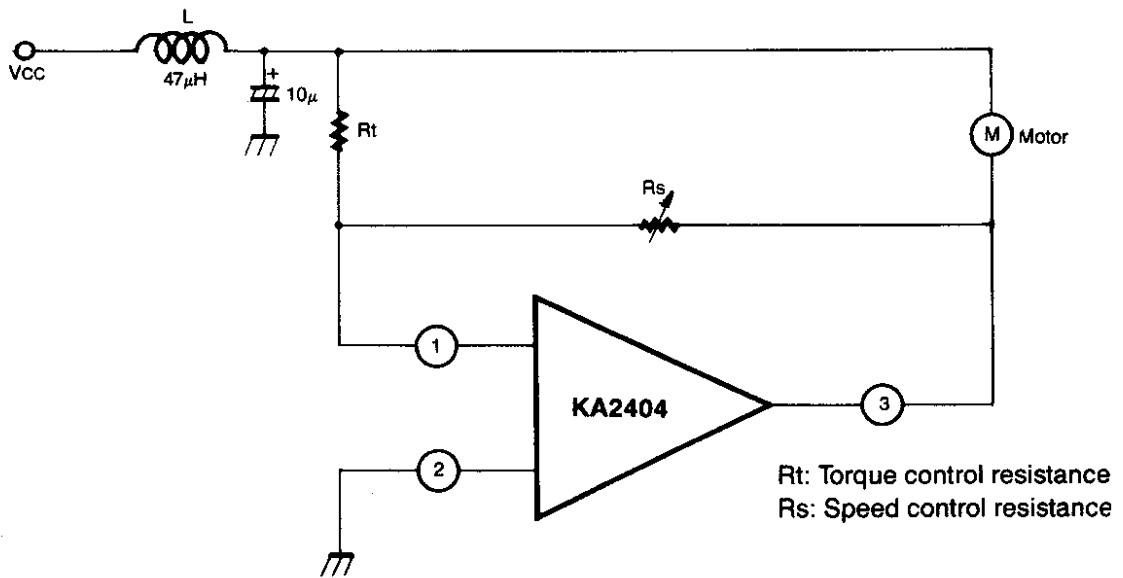 L
Vcc
47µH
+
10µ
Rt
M
Motor
Rs
1
KA2404
3
2
Rt: Torque control resistance
Rs: Speed control resistance